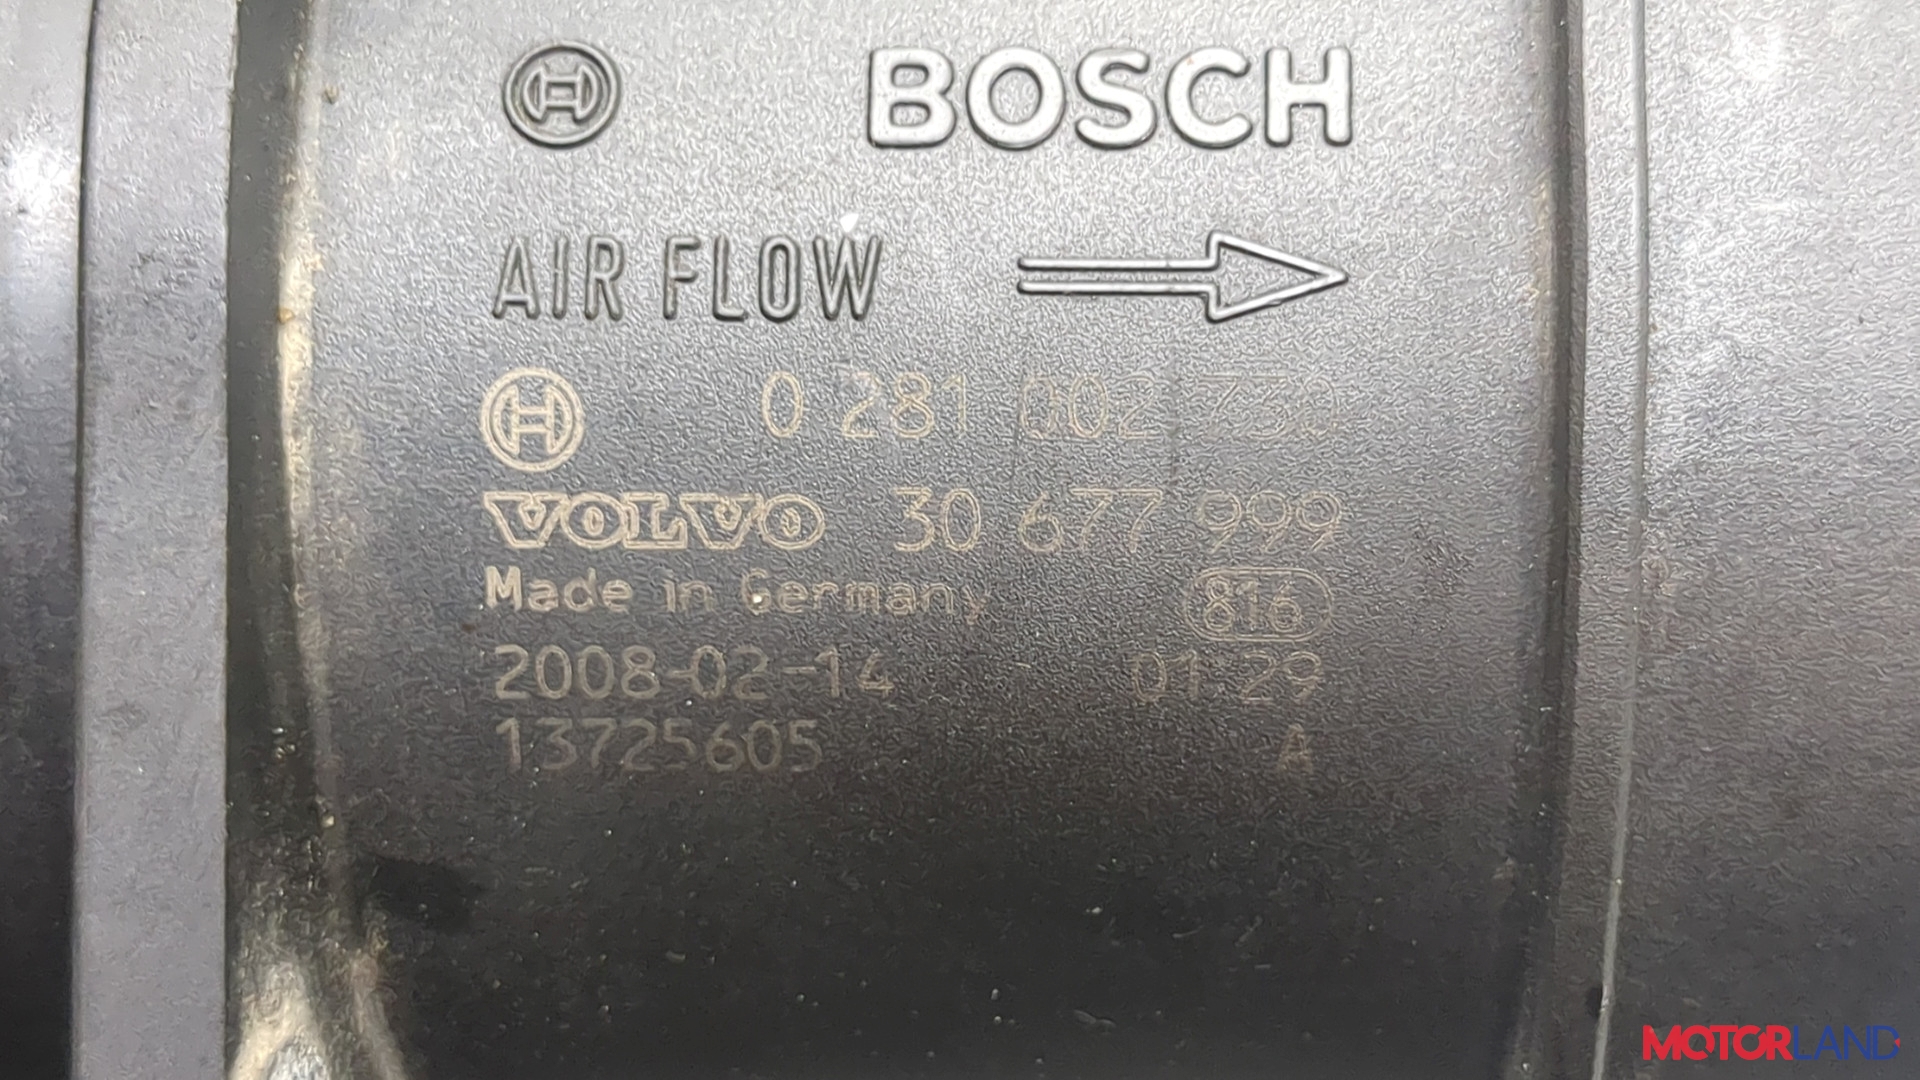 BOSCH
AIR FLOW
0 281 002
VOLVO 30 677 999
Made in Germany 816
2008-02-14 01:29
13725605 A
MOTORLAND